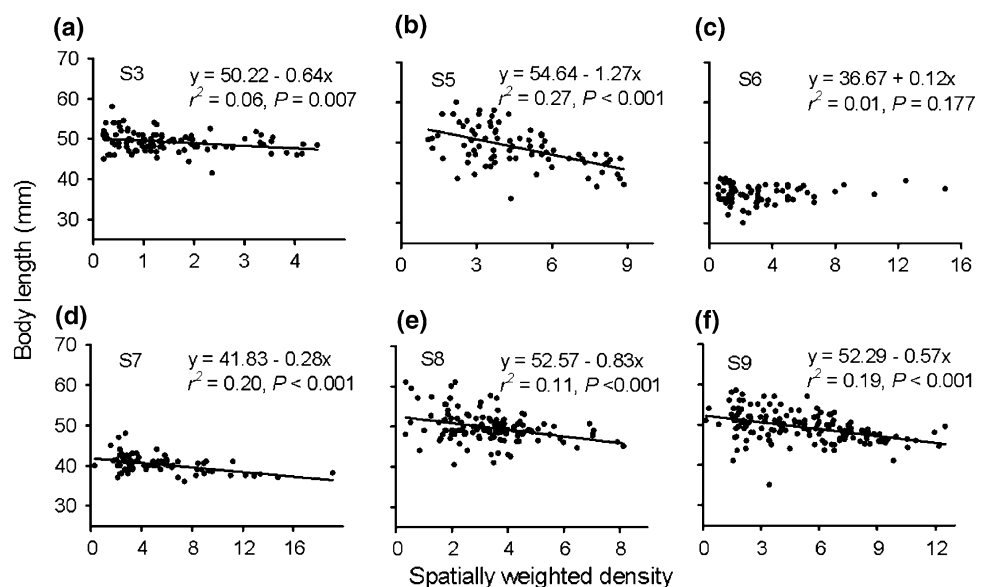 (a)
S3
y = 50.22 - 0.64x
r² = 0.06, P = 0.007
70
60
50
40
30
0 1 2 3 4
(b)
S5
y = 54.64 - 1.27x
r² = 0.27, P < 0.001
0 3 6 9
(c)
S6
y = 36.67 + 0.12x
r² = 0.01, P = 0.177
0 4 8 12 16
Body length (mm)
(d)
S7
y = 41.83 - 0.28x
r² = 0.20, P < 0.001
70
60
50
40
30
0 4 8 12 16
(e)
S8
y = 52.57 - 0.83x
r² = 0.11, P <0.001
0 2 4 6 8
(f)
S9
y = 52.29 - 0.57x
r² = 0.19, P < 0.001
0 3 6 9 12
Spatially weighted density